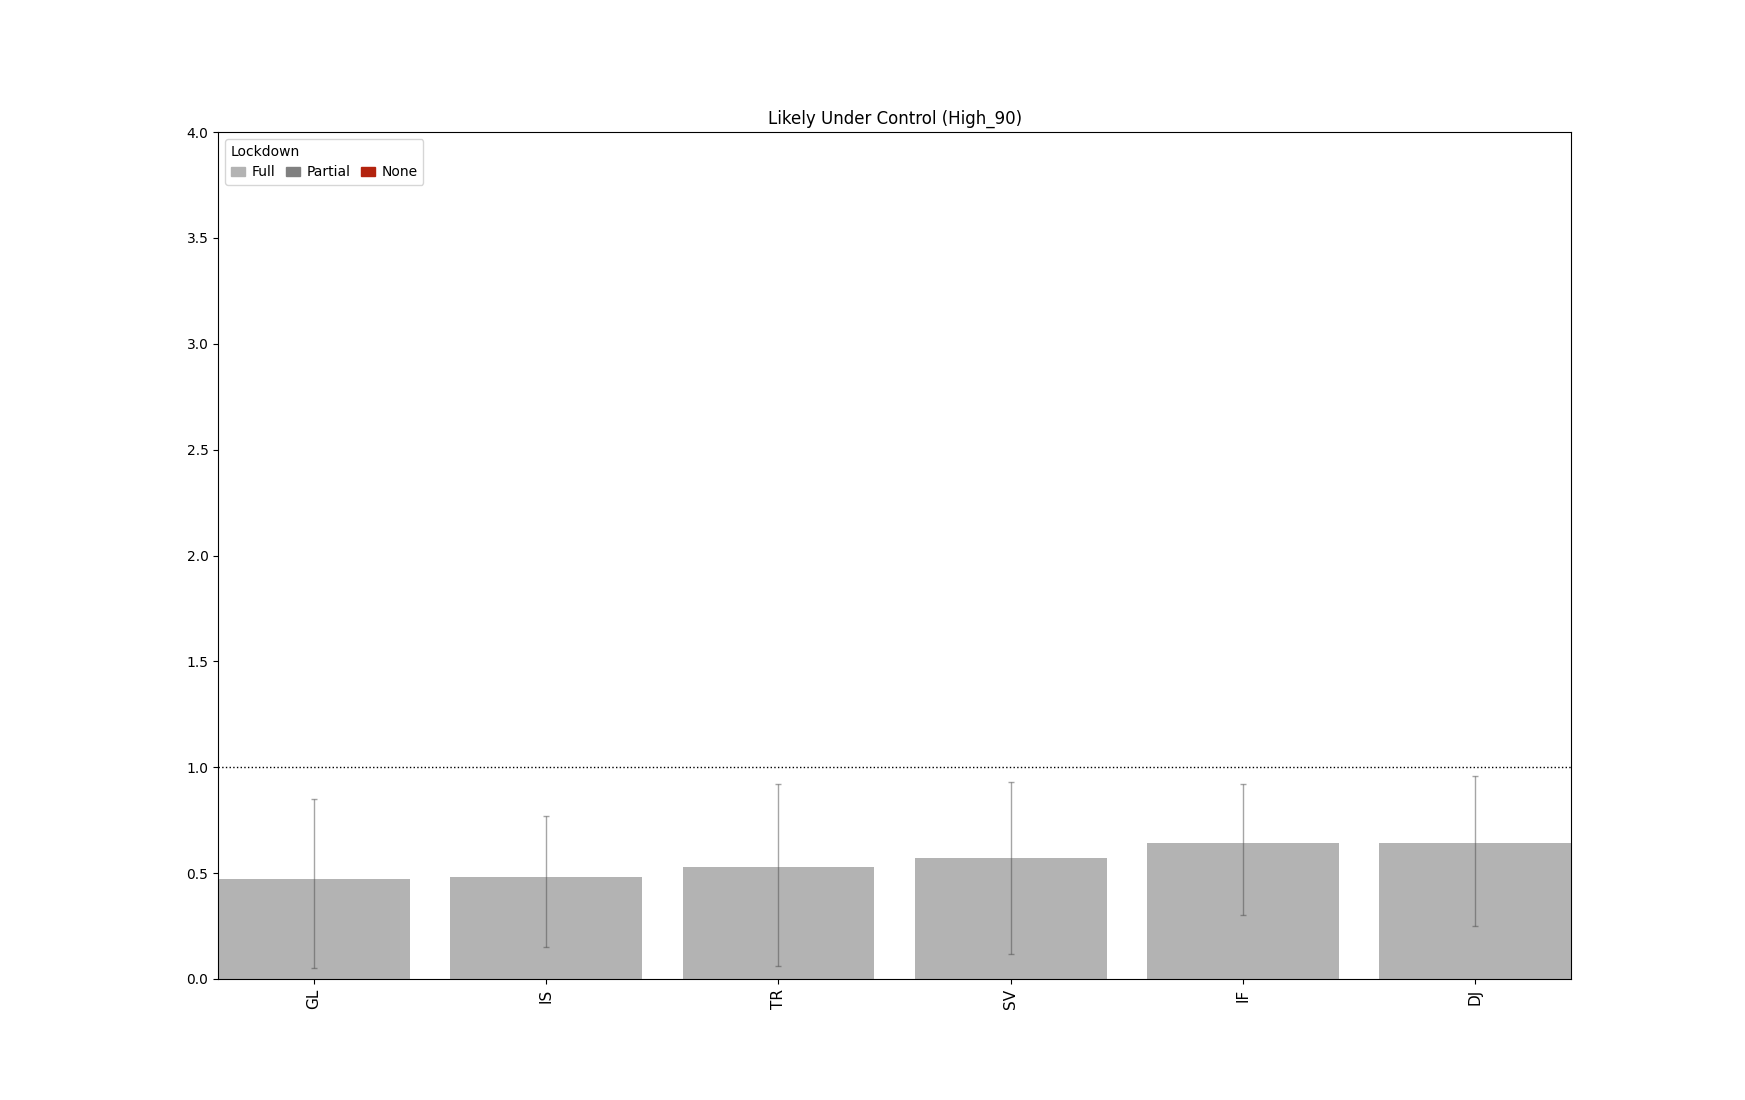 Likely Under Control (High_90)
Lockdown
Full Partial None
4.0
3.5
3.0
2.5
2.0
1.5
1.0
0.5
0.0
GL IS TR SV IF DJ